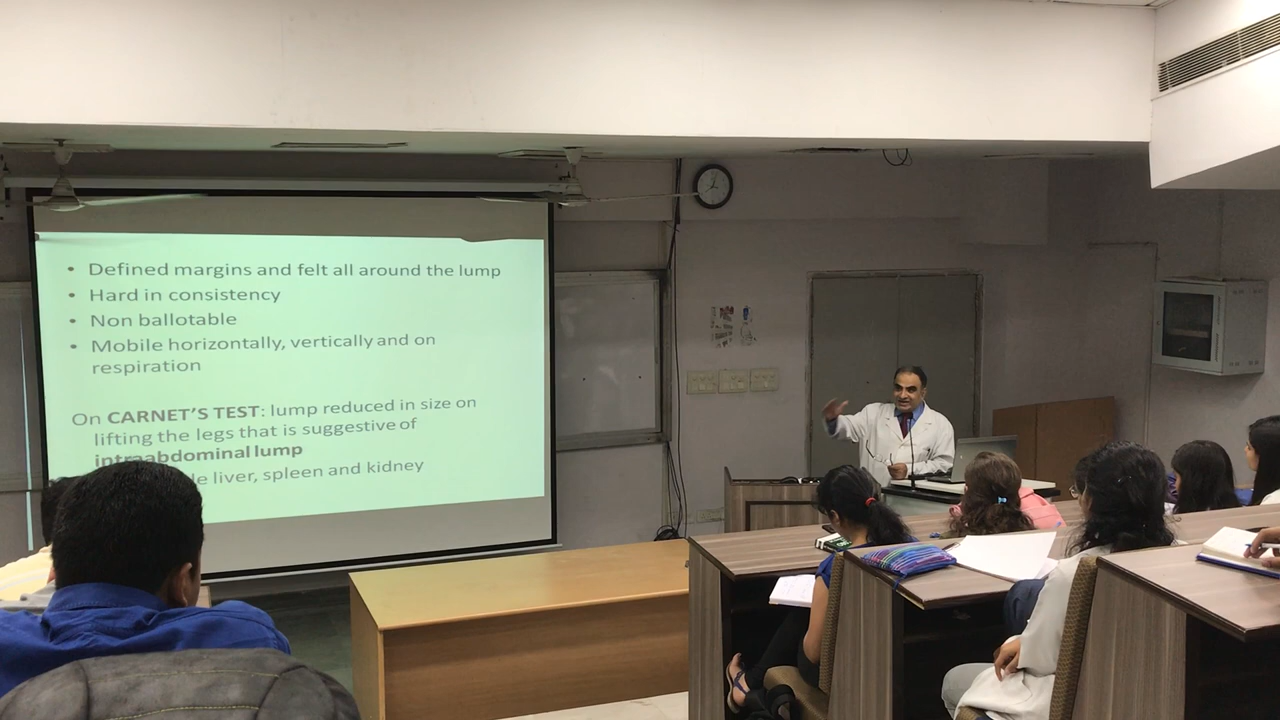 • Defined margins and felt all around the lump
• Hard in consistency
• Non ballotable
• Mobile horizontally, vertically and on
respiration
On CARNET'S TEST: lump reduced in size on
lifting the legs that is suggestive of
intraabdominal lump
liver, spleen and kidney